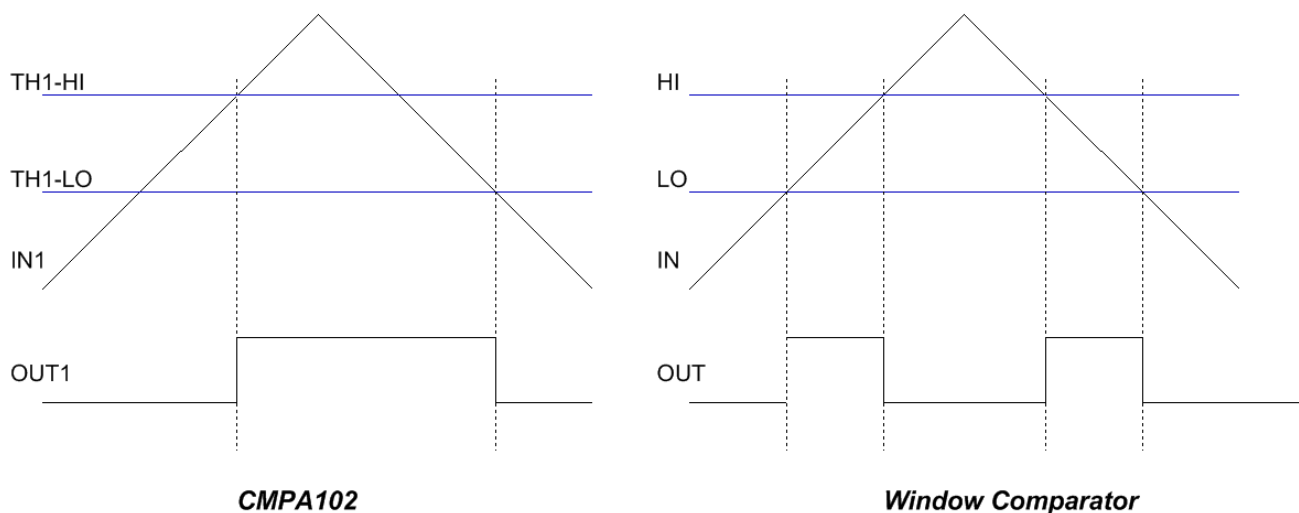 TH1-HI
TH1-LO
IN1
OUT1
CMPA102
HI
LO
IN
OUT
Window Comparator